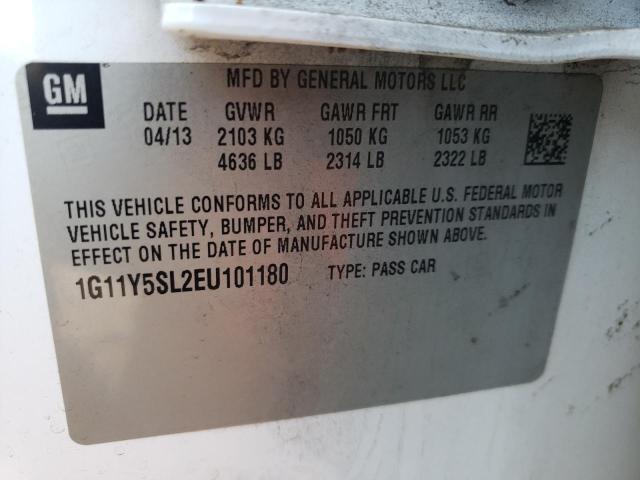 GM
MFD BY GENERAL MOTORS LLC
DATE GVWR GAWR FRT GAWR RR
04/13 2103 KG 1050 KG 1053 KG
4636 LB 2314 LB 2322 LB
THIS VEHICLE CONFORMS TO ALL APPLICABLE U.S. FEDERAL MOTOR
VEHICLE SAFETY, BUMPER, AND THEFT PREVENTION STANDARDS IN
EFFECT ON THE DATE OF MANUFACTURE SHOWN ABOVE.
1G11Y5SL2EU101180 TYPE: PASS CAR